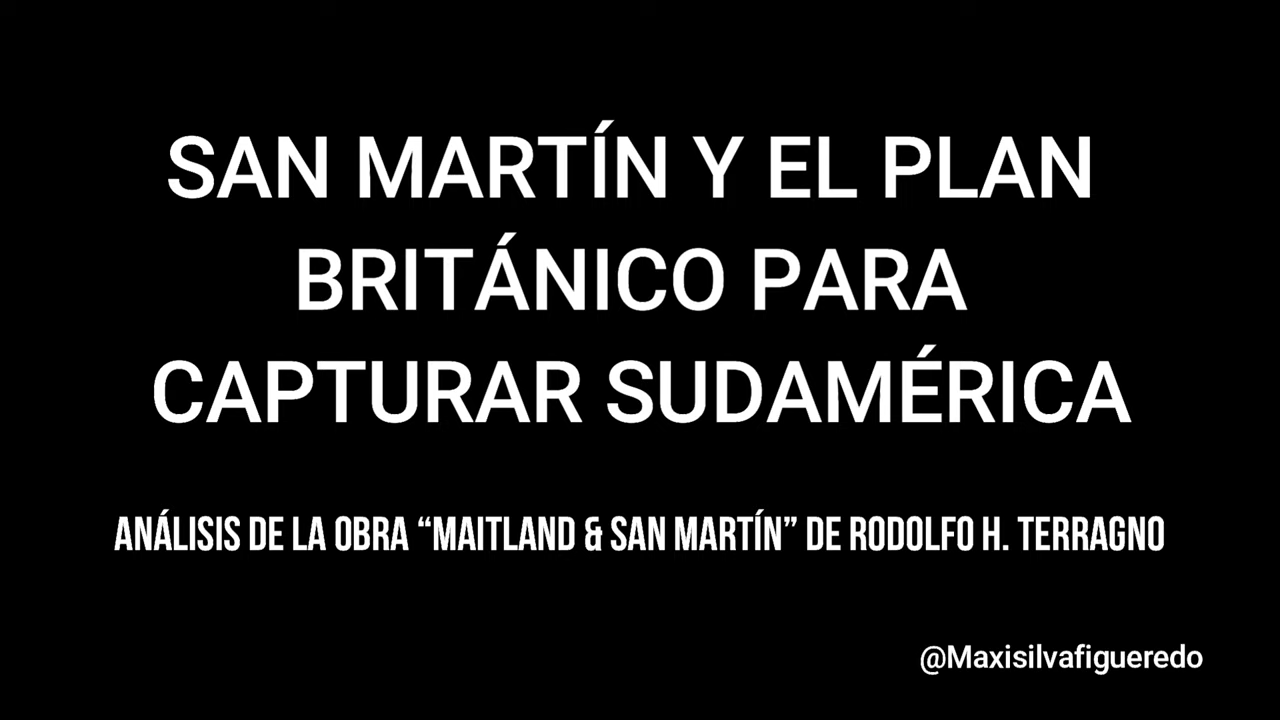 SAN MARTÍN Y EL PLAN
BRITÁNICO PARA
CAPTURAR SUDAMÉRICA
ANÁLISIS DE LA OBRA “MAITLAND & SAN MARTÍN” DE RODOLFO H. TERRAGNO
@Maxisilvafigueredo